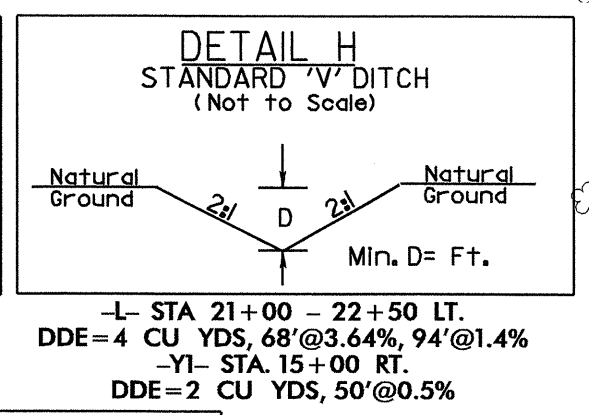 DETAIL H
STANDARD 'V' DITCH
(Not to Scale)
Natural
Ground
2:1
D
2:1
Natural
Ground
Min. D= Ft.
-L- STA 21+00 - 22+50 LT.
DDE=4 CU YDS, 68'@3.64%, 94'@1.4%
-Y1- STA. 15+00 RT.
DDE=2 CU YDS, 50'@0.5%